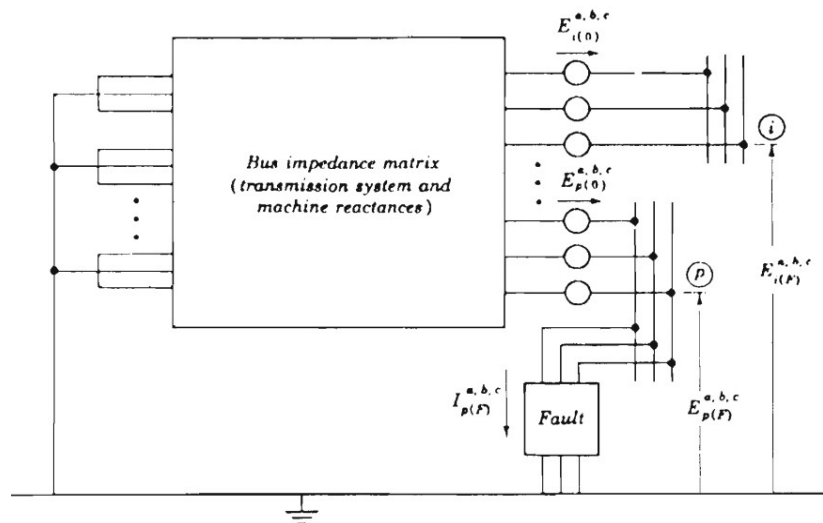 E_{i(0)}^{a, b, c}
i
Bus impedance matrix
(transmission system and
machine reactances)
E_{p(0)}^{a, b, c}
p
E_{i(F)}^{a, b, c}
I_{p(F)}^{a, b, c}
Fault
E_{p(F)}^{a, b, c}